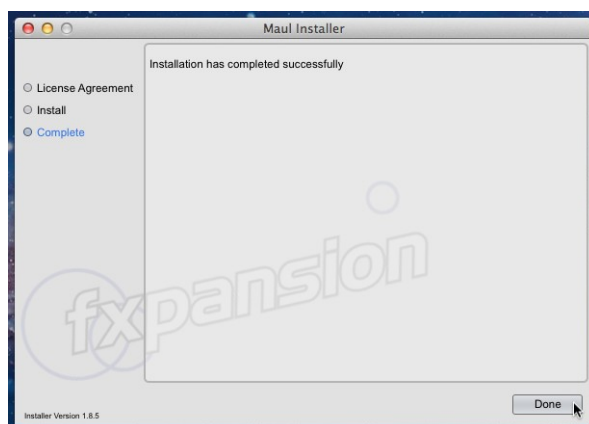 Maul Installer
Installation has completed successfully
License Agreement
Install
Complete
fxpansion
Done
Installer Version 1.8.5